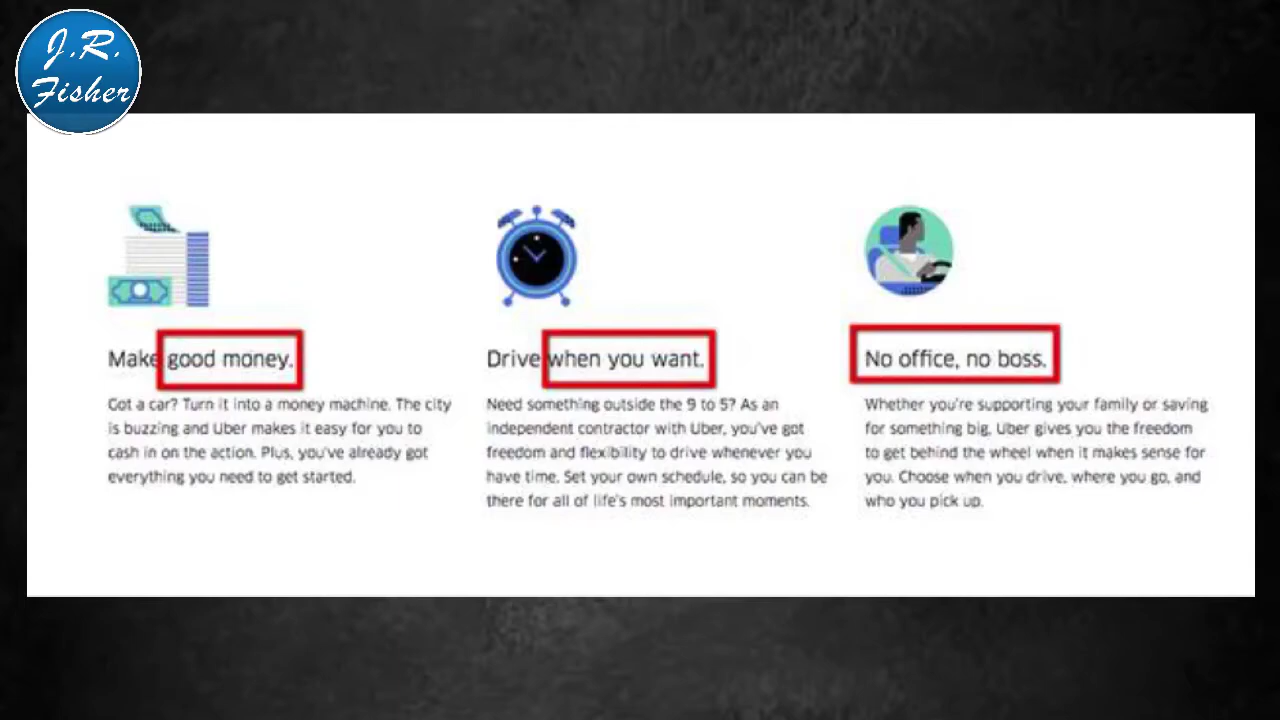 J.R.
Fisher
Make good money.
Got a car? Turn it into a money machine. The city
is buzzing and Uber makes it easy for you to
cash in on the action. Plus, you've already got
everything you need to get started.
Drive when you want.
Need something outside the 9 to 5? As an
independent contractor with Uber, you've got
freedom and flexibility to drive whenever you
have time. Set your own schedule, so you can be
there for all of life's most important moments.
No office, no boss.
Whether you're supporting your family or saving
for something big, Uber gives you the freedom
to get behind the wheel when it makes sense for
you. Choose when you drive, where you go, and
who you pick up.